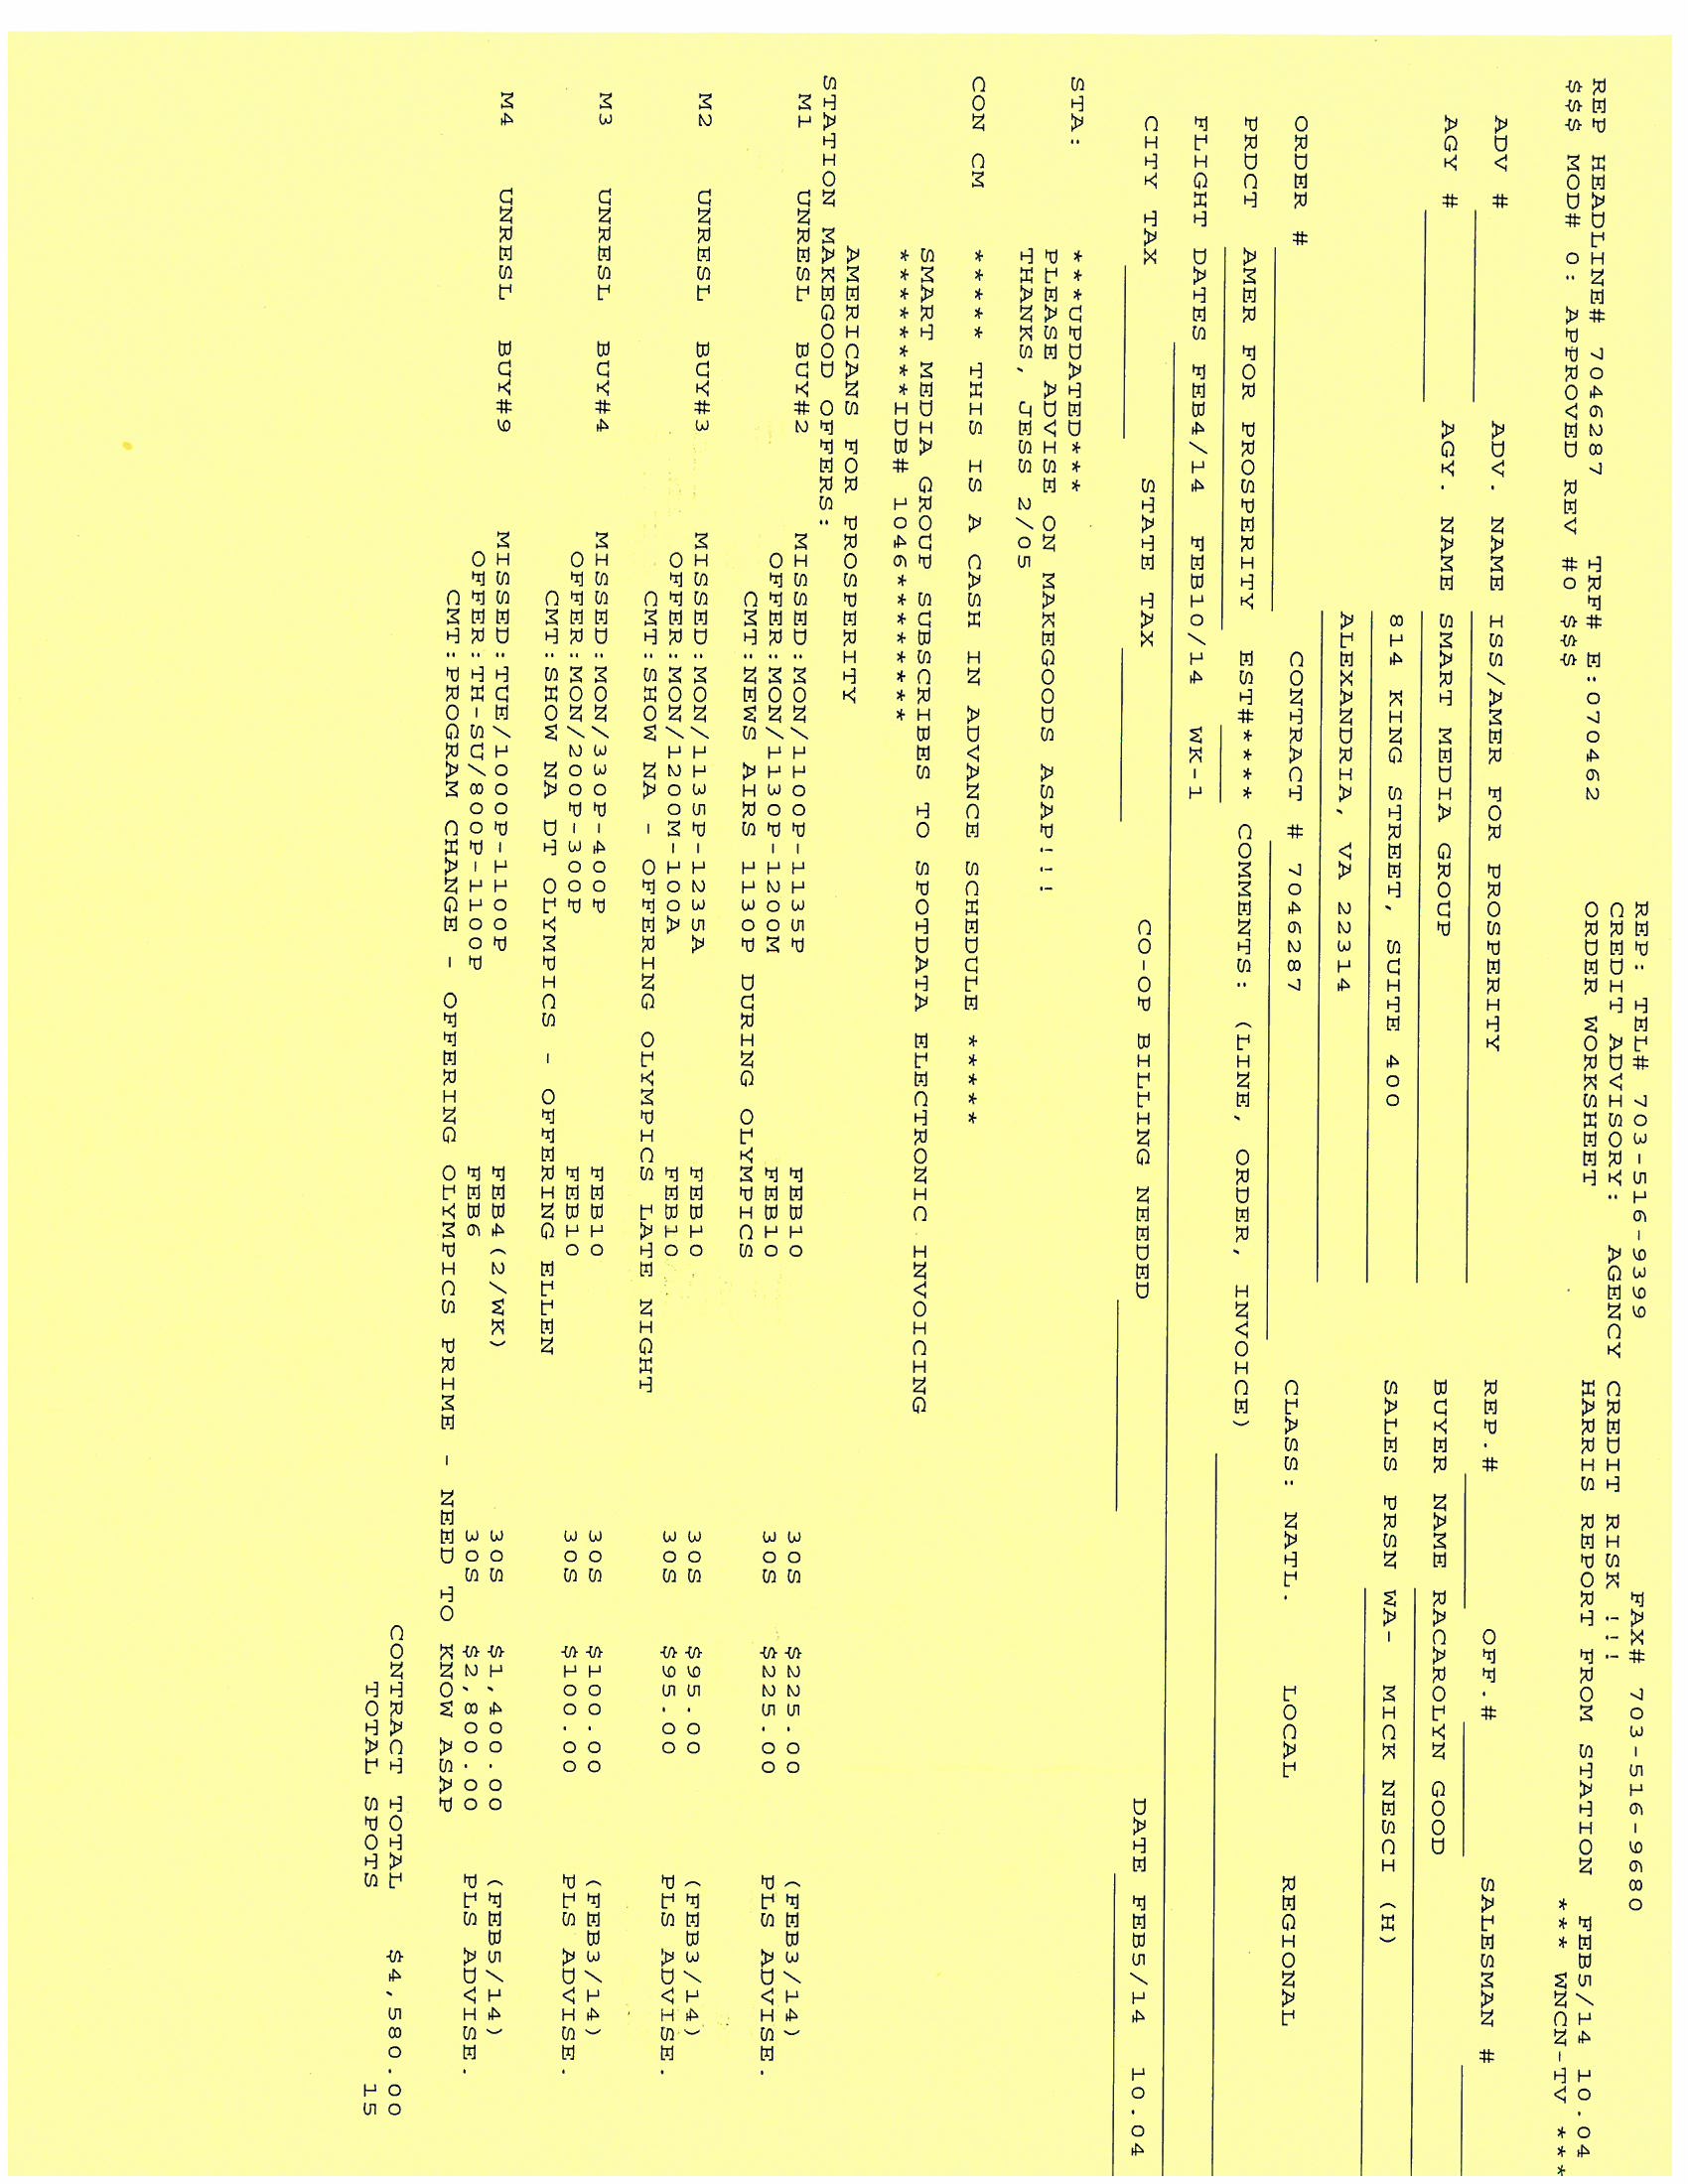 REP: TEL# 703-516-9399 FAX# 703-516-9680
CREDIT ADVISORY: AGENCY CREDIT RISK !!!
REP HEADLINE# 7046287 TRF# E:070462 ORDER WORKSHEET HARRIS REPORT FROM STATION FEB5/14 10.04
$$$ MOD# 0: APPROVED REV #0 $$$ *** WNCN-TV ***
ADV # ADV. NAME ISS/AMER FOR PROSPERITY REP.# OFF.# SALESMAN #
AGY # AGY. NAME SMART MEDIA GROUP BUYER NAME RACAROLYN GOOD
814 KING STREET, SUITE 400 SALES PRSN WA- MICK NESCI (H)
ALEXANDRIA, VA 22314
ORDER # CONTRACT # 7046287 CLASS: NATL. LOCAL REGIONAL
PRDCT AMER FOR PROSPERITY EST#**** COMMENTS: (LINE, ORDER, INVOICE)
FLIGHT DATES FEB4/14 FEB10/14 WK-1
CITY TAX STATE TAX CO-OP BILLING NEEDED DATE FEB5/14 10.04
STA: ***UPDATED***
PLEASE ADVISE ON MAKEGOODS ASAP!!!
THANKS, JESS 2/05
CON CM ***** THIS IS A CASH IN ADVANCE SCHEDULE *****
SMART MEDIA GROUP SUBSCRIBES TO SPOTDATA ELECTRONIC INVOICING
********IDB# 1046********
AMERICANS FOR PROSPERITY
STATION MAKEGOOD OFFERS:
M1 UNRESL BUY#2 MISSED:MON/1100P-1135P FEB10 30S $225.00 (FEB3/14)
OFFER:MON/1130P-1200M FEB10 30S $225.00 PLS ADVISE.
CMT:NEWS AIRS 1130P DURING OLYMPICS
M2 UNRESL BUY#3 MISSED:MON/1135P-1235A FEB10 30S $95.00 (FEB3/14)
OFFER:MON/1200M-100A FEB10 30S $95.00 PLS ADVISE.
CMT:SHOW NA - OFFERING OLYMPICS LATE NIGHT
M3 UNRESL BUY#4 MISSED:MON/330P-400P FEB10 30S $100.00 (FEB3/14)
OFFER:MON/200P-300P FEB10 30S $100.00 PLS ADVISE.
CMT:SHOW NA DT OLYMPICS - OFFERING ELLEN
M4 UNRESL BUY#9 MISSED:TUE/1000P-1100P FEB4(2/WK) 30S $1,400.00 (FEB5/14)
OFFER:TH-SU/800P-1100P FEB6 30S $2,800.00 PLS ADVISE.
CMT:PROGRAM CHANGE - OFFERING OLYMPICS PRIME - NEED TO KNOW ASAP
CONTRACT TOTAL $4,580.00
TOTAL SPOTS 15